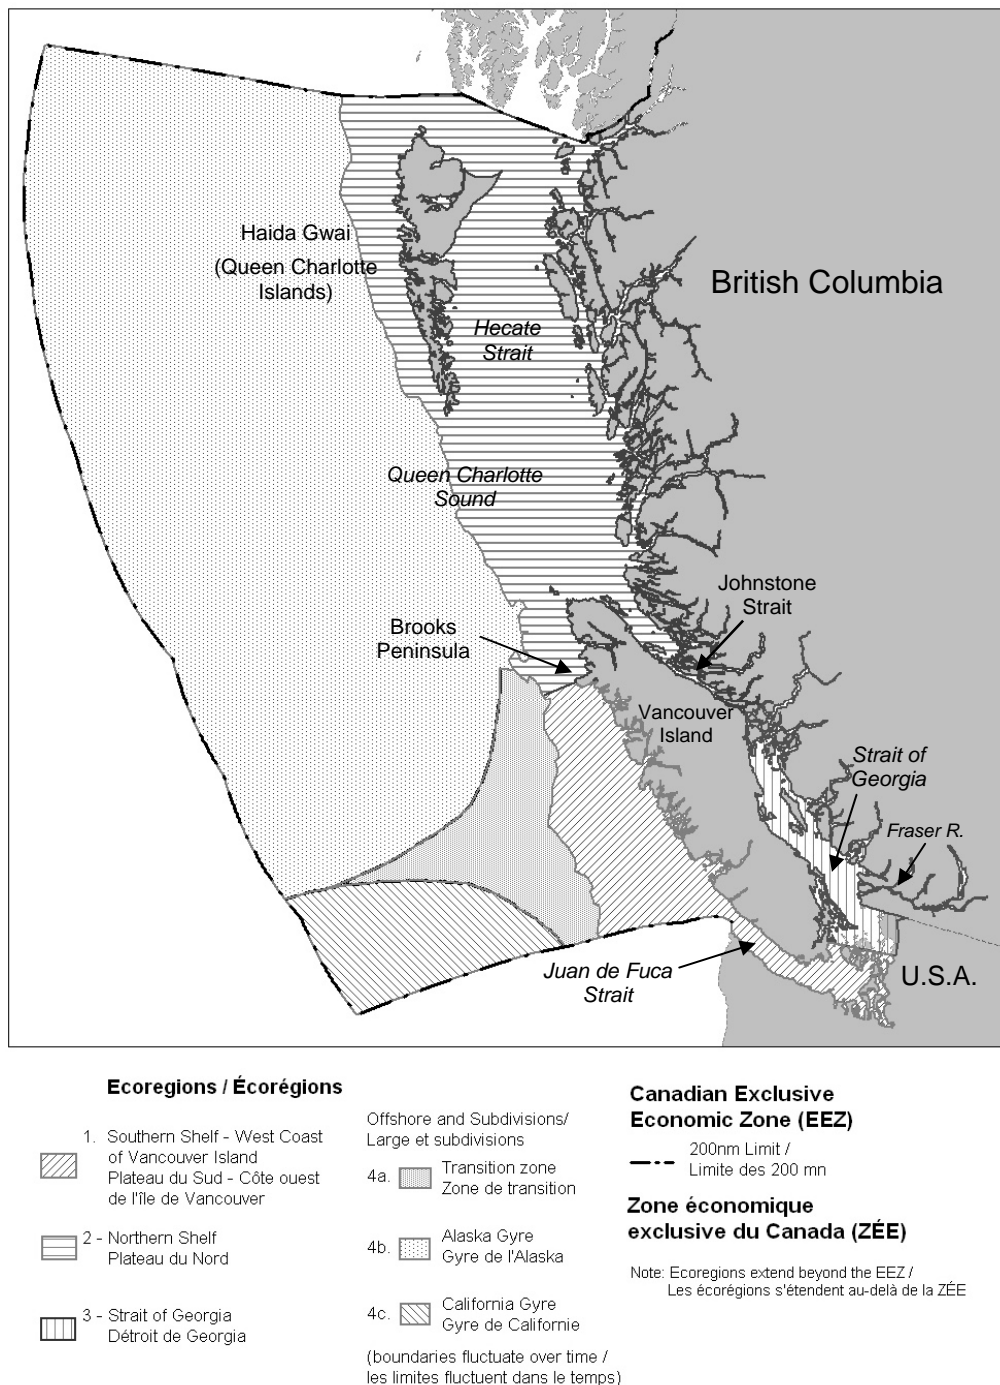 Haida Gwai
(Queen Charlotte
Islands)
British Columbia
Hecate
Strait
Queen Charlotte
Sound
Johnstone
Strait
Brooks
Peninsula
Vancouver
Island
Strait of
Georgia
Fraser R.
Juan de Fuca
Strait
U.S.A.
Ecoregions / Écorégions
1. Southern Shelf - West Coast
of Vancouver Island
Plateau du Sud - Côte ouest
de l'île de Vancouver
2 - Northern Shelf
Plateau du Nord
3 - Strait of Georgia
Détroit de Georgia
Offshore and Subdivisions/
Large et subdivisions
4a. Transition zone
Zone de transition
4b. Alaska Gyre
Gyre de l'Alaska
4c. California Gyre
Gyre de Californie
(boundaries fluctuate over time /
les limites fluctuent dans le temps)
Canadian Exclusive
Economic Zone (EEZ)
200nm Limit /
Limite des 200 mn
Zone économique
exclusive du Canada (ZÉE)
Note: Ecoregions extend beyond the EEZ /
Les écorégions s'étendent au-delà de la ZÉE